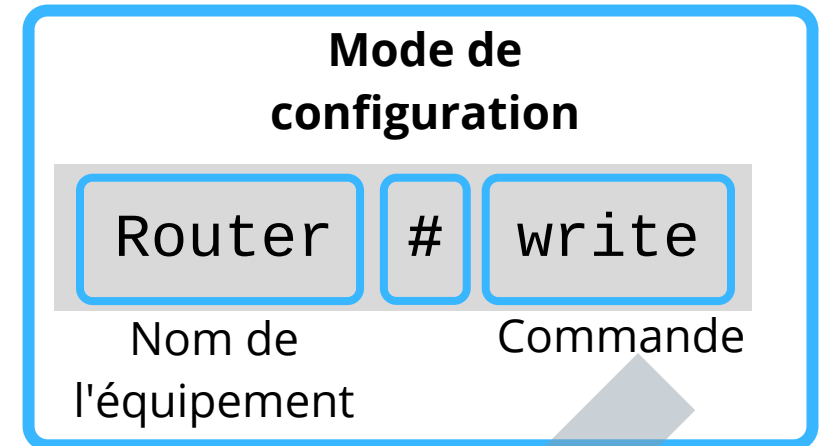 Mode de
configuration
Router # write
Nom de
l'équipement
Commande